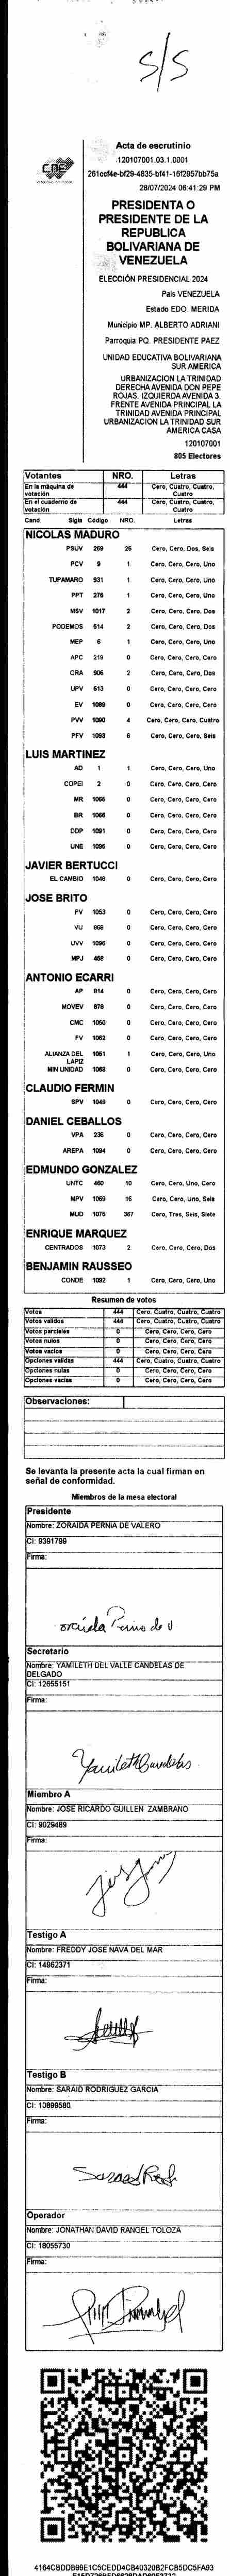 S/S
CNE
Acta de escrutinio
.120107001.03.1.0001
261ccf4e-bf29-4835-bf41-16f2957bb75a
28/07/2024 06:41:29 PM
PRESIDENTA O
PRESIDENTE DE LA
REPUBLICA
BOLIVARIANA DE
VENEZUELA
ELECCIÓN PRESIDENCIAL 2024
Pais VENEZUELA
Estado EDO. MERIDA
Municipio MP. ALBERTO ADRIANI
Parroquia PQ. PRESIDENTE PAEZ
UNIDAD EDUCATIVA BOLIVARIANA
SUR AMERICA
URBANIZACION LA TRINIDAD
DERECHA AVENIDA DON PEPE
ROJAS. IZQUIERDA AVENIDA 3.
FRENTE AVENIDA PRINCIPAL LA
TRINIDAD AVENIDA PRINCIPAL
URBANIZACION LA TRINIDAD SUR
AMERICA CASA
120107001
805 Electores
Votantes NRO. Letras
En la máquina de votación 444 Cero, Cuatro, Cuatro, Cuatro
En el cuaderno de votación 444 Cero, Cuatro, Cuatro, Cuatro
Cand. Sigla Código NRO. Letras
NICOLAS MADURO
PSUV 269 26 Cero, Cero, Dos, Seis
PCV 9 1 Cero, Cero, Cero, Uno
TUPAMARO 931 1 Cero, Cero, Cero, Uno
PPT 276 1 Cero, Cero, Cero, Uno
MSV 1017 2 Cero, Cero, Cero, Dos
PODEMOS 614 2 Cero, Cero, Cero, Dos
MEP 6 1 Cero, Cero, Cero, Uno
APC 219 0 Cero, Cero, Cero, Cero
ORA 906 2 Cero, Cero, Cero, Dos
UPV 513 0 Cero, Cero, Cero, Cero
EV 1089 0 Cero, Cero, Cero, Cero
PVV 1090 4 Cero, Cero, Cero, Cuatro
PFV 1093 6 Cero, Cero, Cero, Seis
LUIS MARTINEZ
AD 1 1 Cero, Cero, Cero, Uno
COPEI 2 0 Cero, Cero, Cero, Cero
MR 1065 0 Cero, Cero, Cero, Cero
BR 1066 0 Cero, Cero, Cero, Cero
DDP 1091 0 Cero, Cero, Cero, Cero
UNE 1095 0 Cero, Cero, Cero, Cero
JAVIER BERTUCCI
EL CAMBIO 1048 0 Cero, Cero, Cero, Cero
JOSE BRITO
PV 1053 0 Cero, Cero, Cero, Cero
VU 868 0 Cero, Cero, Cero, Cero
UVV 1096 0 Cero, Cero, Cero, Cero
MPJ 458 0 Cero, Cero, Cero, Cero
ANTONIO ECARRI
AP 914 0 Cero, Cero, Cero, Cero
MOVEV 878 0 Cero, Cero, Cero, Cero
CMC 1050 0 Cero, Cero, Cero, Cero
FV 1062 0 Cero, Cero, Cero, Cero
ALIANZA DEL LAPIZ 1061 1 Cero, Cero, Cero, Uno
MIN UNIDAD 1068 0 Cero, Cero, Cero, Cero
CLAUDIO FERMIN
SPV 1049 0 Cero, Cero, Cero, Cero
DANIEL CEBALLOS
VPA 236 0 Cero, Cero, Cero, Cero
AREPA 1094 0 Cero, Cero, Cero, Cero
EDMUNDO GONZALEZ
UNTC 460 10 Cero, Cero, Uno, Cero
MPV 1069 16 Cero, Cero, Uno, Seis
MUD 1075 367 Cero, Tres, Seis, Siete
ENRIQUE MARQUEZ
CENTRADOS 1073 2 Cero, Cero, Cero, Dos
BENJAMIN RAUSSEO
CONDE 1092 1 Cero, Cero, Cero, Uno
Resumen de votos
Votos 444 Cero, Cuatro, Cuatro, Cuatro
Votos validos 444 Cero, Cuatro, Cuatro, Cuatro
Votos parciales 0 Cero, Cero, Cero, Cero
Votos nulos 0 Cero, Cero, Cero, Cero
Votos vacios 0 Cero, Cero, Cero, Cero
Opciones validas 444 Cero, Cuatro, Cuatro, Cuatro
Opciones nulas 0 Cero, Cero, Cero, Cero
Opciones vacias 0 Cero, Cero, Cero, Cero
Observaciones:
Se levanta la presente acta la cual firman en
señal de conformidad.
Miembros de la mesa electoral
Presidente
Nombre: ZORAIDA PERNIA DE VALERO
CI: 9391799
Firma:
Secretario
Nombre: YAMILETH DEL VALLE CANDELAS DE
DELGADO
CI: 12655151
Firma:
Yamileth Candelas
Miembro A
Nombre: JOSE RICARDO GUILLEN ZAMBRANO
CI: 9029489
Firma:
Testigo A
Nombre: FREDDY JOSE NAVA DEL MAR
CI: 14962371
Firma:
Testigo B
Nombre: SARAID RODRIGUEZ GARCIA
CI: 10899580
Firma:
Operador
Nombre: JONATHAN DAVID RANGEL TOLOZA
CI: 18055730
Firma:
4164CBDDB99E1C5CEDD4CB40320B2FCB5DC5FA93